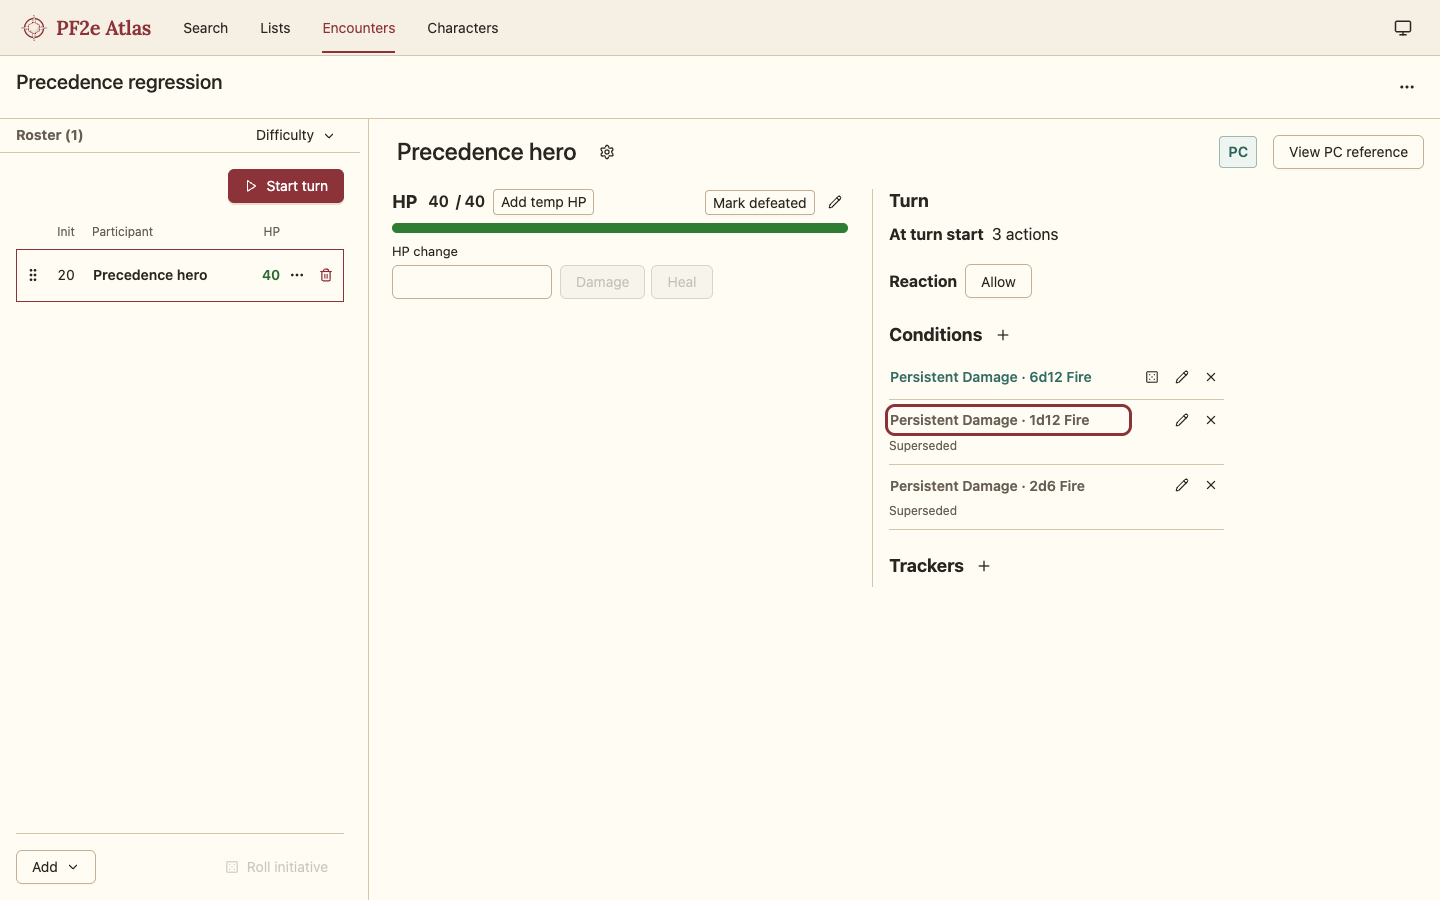 PF2e Atlas
Search
Lists
Encounters
Characters
Precedence regression
Roster (1)
Difficulty
Start turn
Init Participant HP
20 Precedence hero 40
Add
Roll initiative
Precedence hero
PC
View PC reference
HP 40 / 40
Add temp HP
Mark defeated
HP change
Damage
Heal
Turn
At turn start 3 actions
Reaction
Allow
Conditions
Persistent Damage · 6d12 Fire
Persistent Damage · 1d12 Fire
Superseded
Persistent Damage · 2d6 Fire
Superseded
Trackers